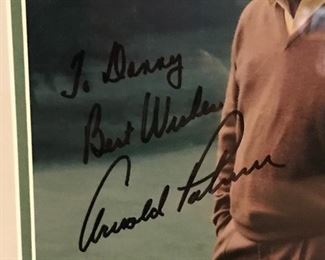 To Danny
Best Wishes
Arnold Palmer